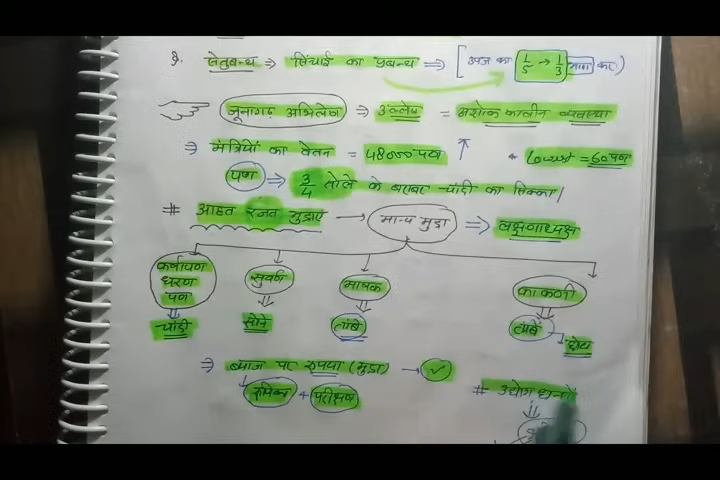 3. सेतुबन्ध ⇒ सिंचाई का प्रबन्ध ⇒ [ उपज का 1/5 → 1/3 भाग कर)
जूनागढ़ अभिलेख ⇒ उल्लेख = अशोक कालीन व्यवस्था
⇒ मंत्रियों का वेतन = 48000 पण ↑ Lowest = 60 पण
पण ⇒ 3/4 तोले के बराबर चांदी का सिक्का /
# आहत रजत मुद्राएं → मान्य मुद्रा ⇒ लक्षणाध्यक्ष
कर्षापण धरण पण ⇒ चाँदी
सुवर्ण ⇒ सोने
माषक ⇒ तांबे
काकणी ⇒ तांबे → छोटा
⇒ ब्याज पर रुपया (मुद्रा) → ✓
रूपिका + परीक्षण
# उद्योग धन्धे